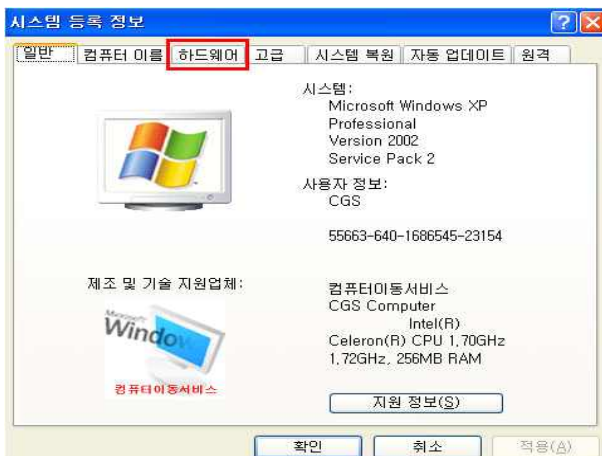 시스템 등록 정보
일반 컴퓨터 이름 하드웨어 고급 시스템 복원 자동 업데이트 원격
시스템:
Microsoft Windows XP
Professional
Version 2002
Service Pack 2
사용자 정보:
CGS
55663-640-1686545-23154
제조 및 기술 지원업체:
Microsoft
Window
컴퓨터이동서비스
컴퓨터이동서비스
CGS Computer
Intel(R)
Celeron(R) CPU 1,70GHz
1,72GHz, 256MB RAM
지원 정보(S)
확인 취소 적용(A)